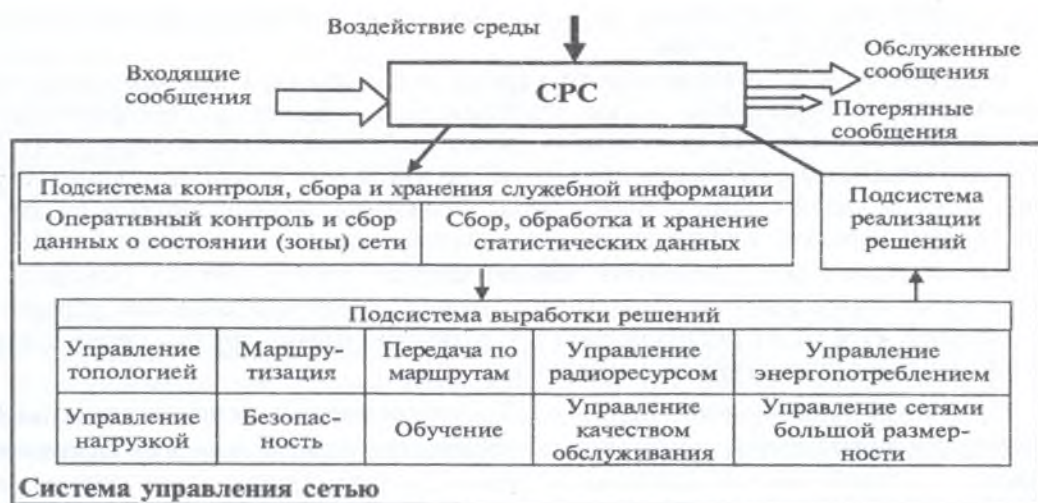 Воздействие среды
Входящие
сообщения
СРС
Обслуженные
сообщения
Потерянные
сообщения
Подсистема контроля, сбора и хранения служебной информации
Оперативный контроль и сбор
данных о состоянии (зоны) сети
Сбор, обработка и хранение
статистических данных
Подсистема
реализации
решений
Подсистема выработки решений
Управление
топологией
Маршру-
тизация
Передача по
маршрутам
Управление
радиоресурсом
Управление
энергопотреблением
Управление
нагрузкой
Безопас-
ность
Обучение
Управление
качеством
обслуживания
Управление сетями
большой размер-
ности
Система управления сетью